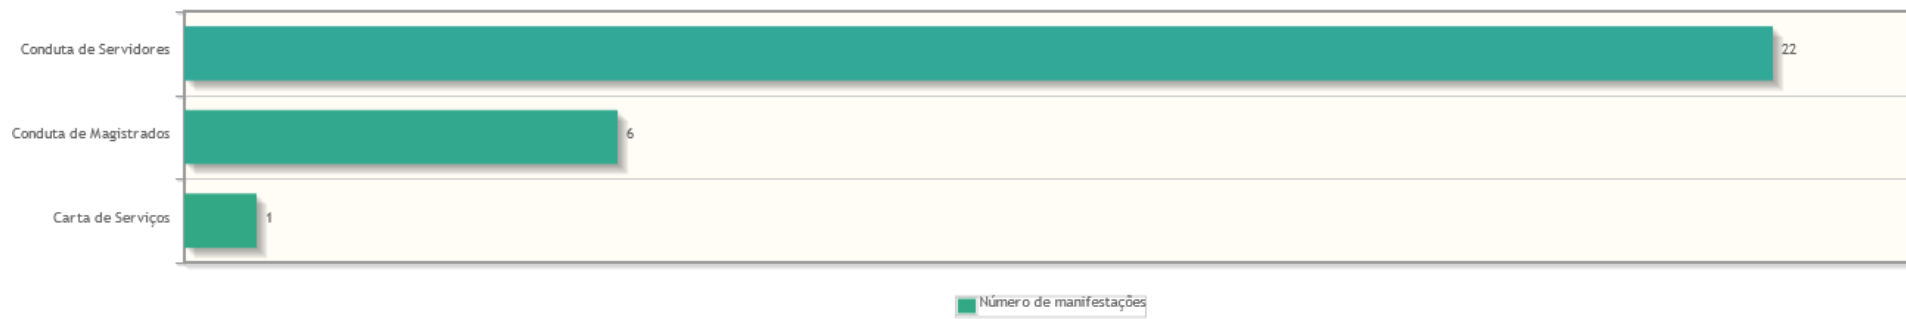 Conduta de Servidores
22
Conduta de Magistrados
6
Carta de Serviços
1
Número de manifestações